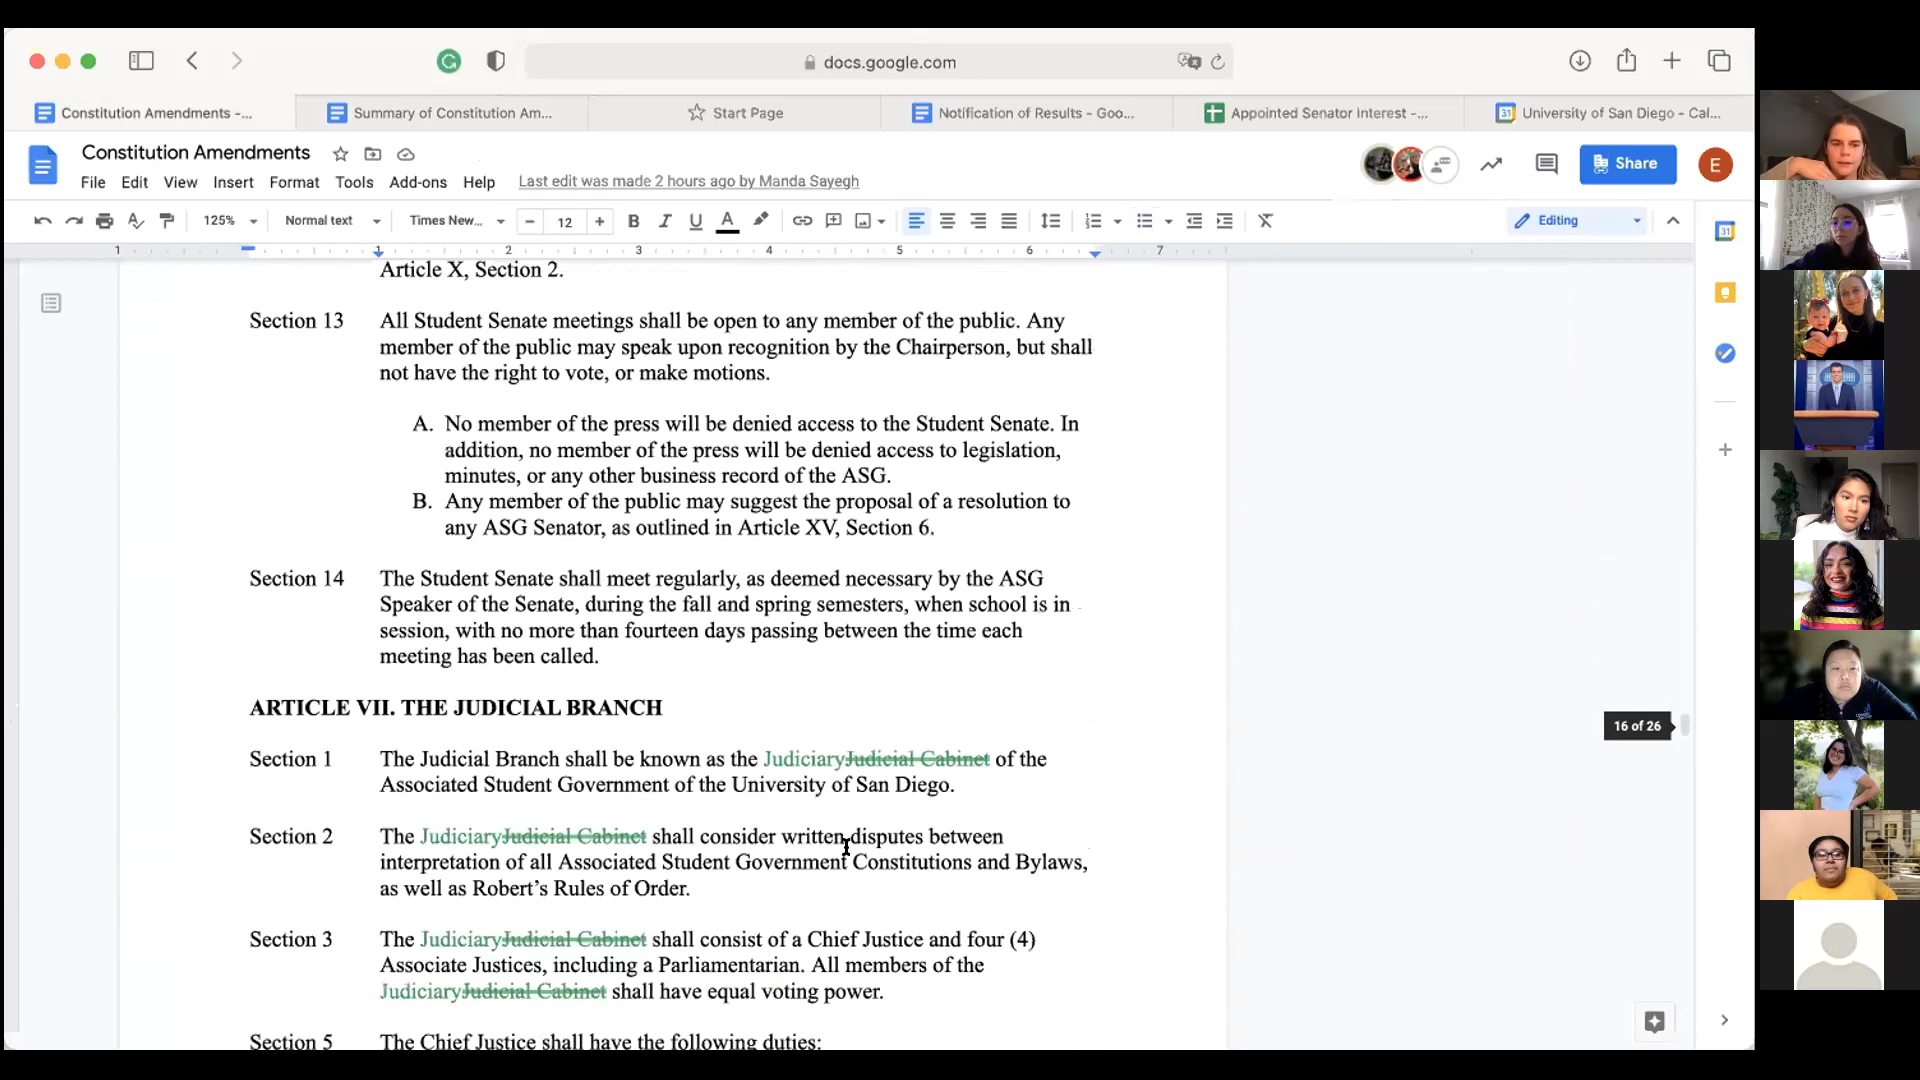 docs.google.com
Constitution Amendments -...
Summary of Constitution Am...
Start Page
Notification of Results - Goo...
Appointed Senator Interest -...
31
University of San Diego - Cal...
Constitution Amendments
Share
E
File Edit View Insert Format Tools Add-ons Help
Last edit was made 2 hours ago by Manda Sayegh
125% Normal text Times New... − 12 + B I U A Editing
31
1 1 2 3 4 5 6 7
Article X, Section 2.
Section 13 All Student Senate meetings shall be open to any member of the public. Any
member of the public may speak upon recognition by the Chairperson, but shall
not have the right to vote, or make motions.
A. No member of the press will be denied access to the Student Senate. In
addition, no member of the press will be denied access to legislation,
minutes, or any other business record of the ASG.
B. Any member of the public may suggest the proposal of a resolution to
any ASG Senator, as outlined in Article XV, Section 6.
Section 14 The Student Senate shall meet regularly, as deemed necessary by the ASG
Speaker of the Senate, during the fall and spring semesters, when school is in
session, with no more than fourteen days passing between the time each
meeting has been called.
ARTICLE VII. THE JUDICIAL BRANCH
16 of 26
Section 1 The Judicial Branch shall be known as the JudiciaryJudicial Cabinet of the
Associated Student Government of the University of San Diego.
Section 2 The JudiciaryJudicial Cabinet shall consider written disputes between
interpretation of all Associated Student Government Constitutions and Bylaws,
as well as Robert’s Rules of Order.
Section 3 The JudiciaryJudicial Cabinet shall consist of a Chief Justice and four (4)
Associate Justices, including a Parliamentarian. All members of the
JudiciaryJudicial Cabinet shall have equal voting power.
Section 5 The Chief Justice shall have the following duties: